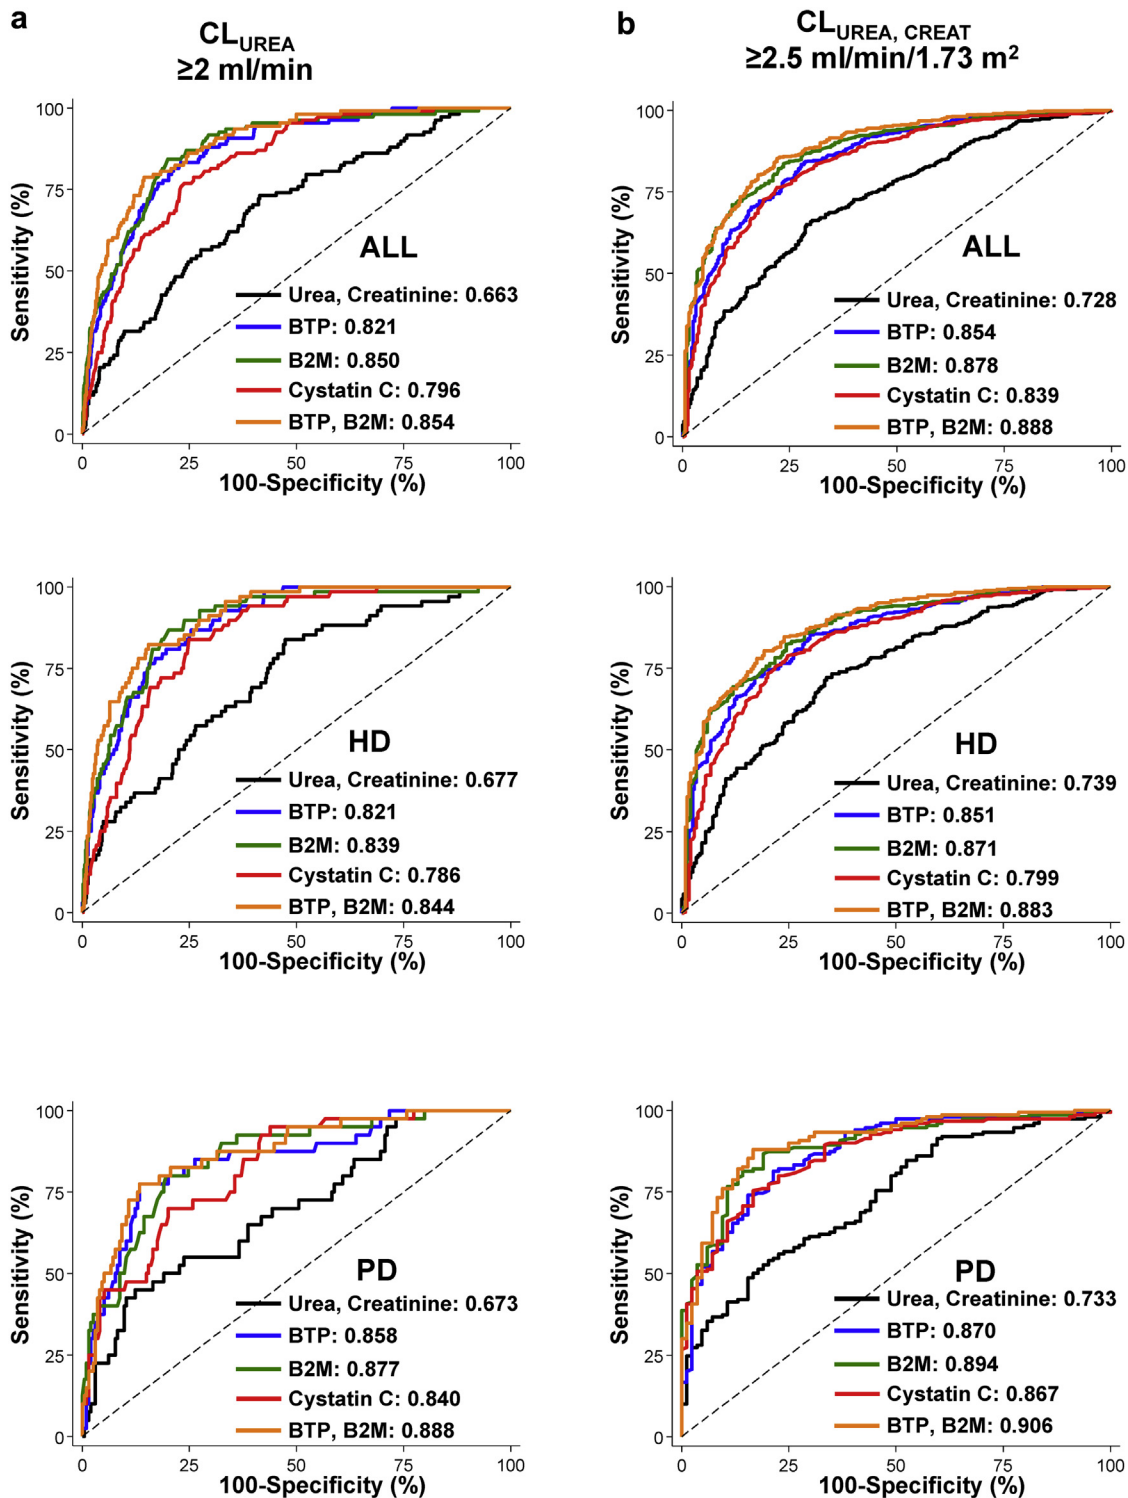 a
CL_UREA
≥2 ml/min
100
75
50
25
0
Sensitivity (%)
ALL
Urea, Creatinine: 0.663
BTP: 0.821
B2M: 0.850
Cystatin C: 0.796
BTP, B2M: 0.854
0 25 50 75 100
100-Specificity (%)
b
CL_UREA, CREAT
≥2.5 ml/min/1.73 m²
100
75
50
25
0
Sensitivity (%)
ALL
Urea, Creatinine: 0.728
BTP: 0.854
B2M: 0.878
Cystatin C: 0.839
BTP, B2M: 0.888
0 25 50 75 100
100-Specificity (%)
100
75
50
25
0
Sensitivity (%)
HD
Urea, Creatinine: 0.677
BTP: 0.821
B2M: 0.839
Cystatin C: 0.786
BTP, B2M: 0.844
0 25 50 75 100
100-Specificity (%)
100
75
50
25
0
Sensitivity (%)
HD
Urea, Creatinine: 0.739
BTP: 0.851
B2M: 0.871
Cystatin C: 0.799
BTP, B2M: 0.883
0 25 50 75 100
100-Specificity (%)
100
75
50
25
0
Sensitivity (%)
PD
Urea, Creatinine: 0.673
BTP: 0.858
B2M: 0.877
Cystatin C: 0.840
BTP, B2M: 0.888
0 25 50 75 100
100-Specificity (%)
100
75
50
25
0
Sensitivity (%)
PD
Urea, Creatinine: 0.733
BTP: 0.870
B2M: 0.894
Cystatin C: 0.867
BTP, B2M: 0.906
0 25 50 75 100
100-Specificity (%)